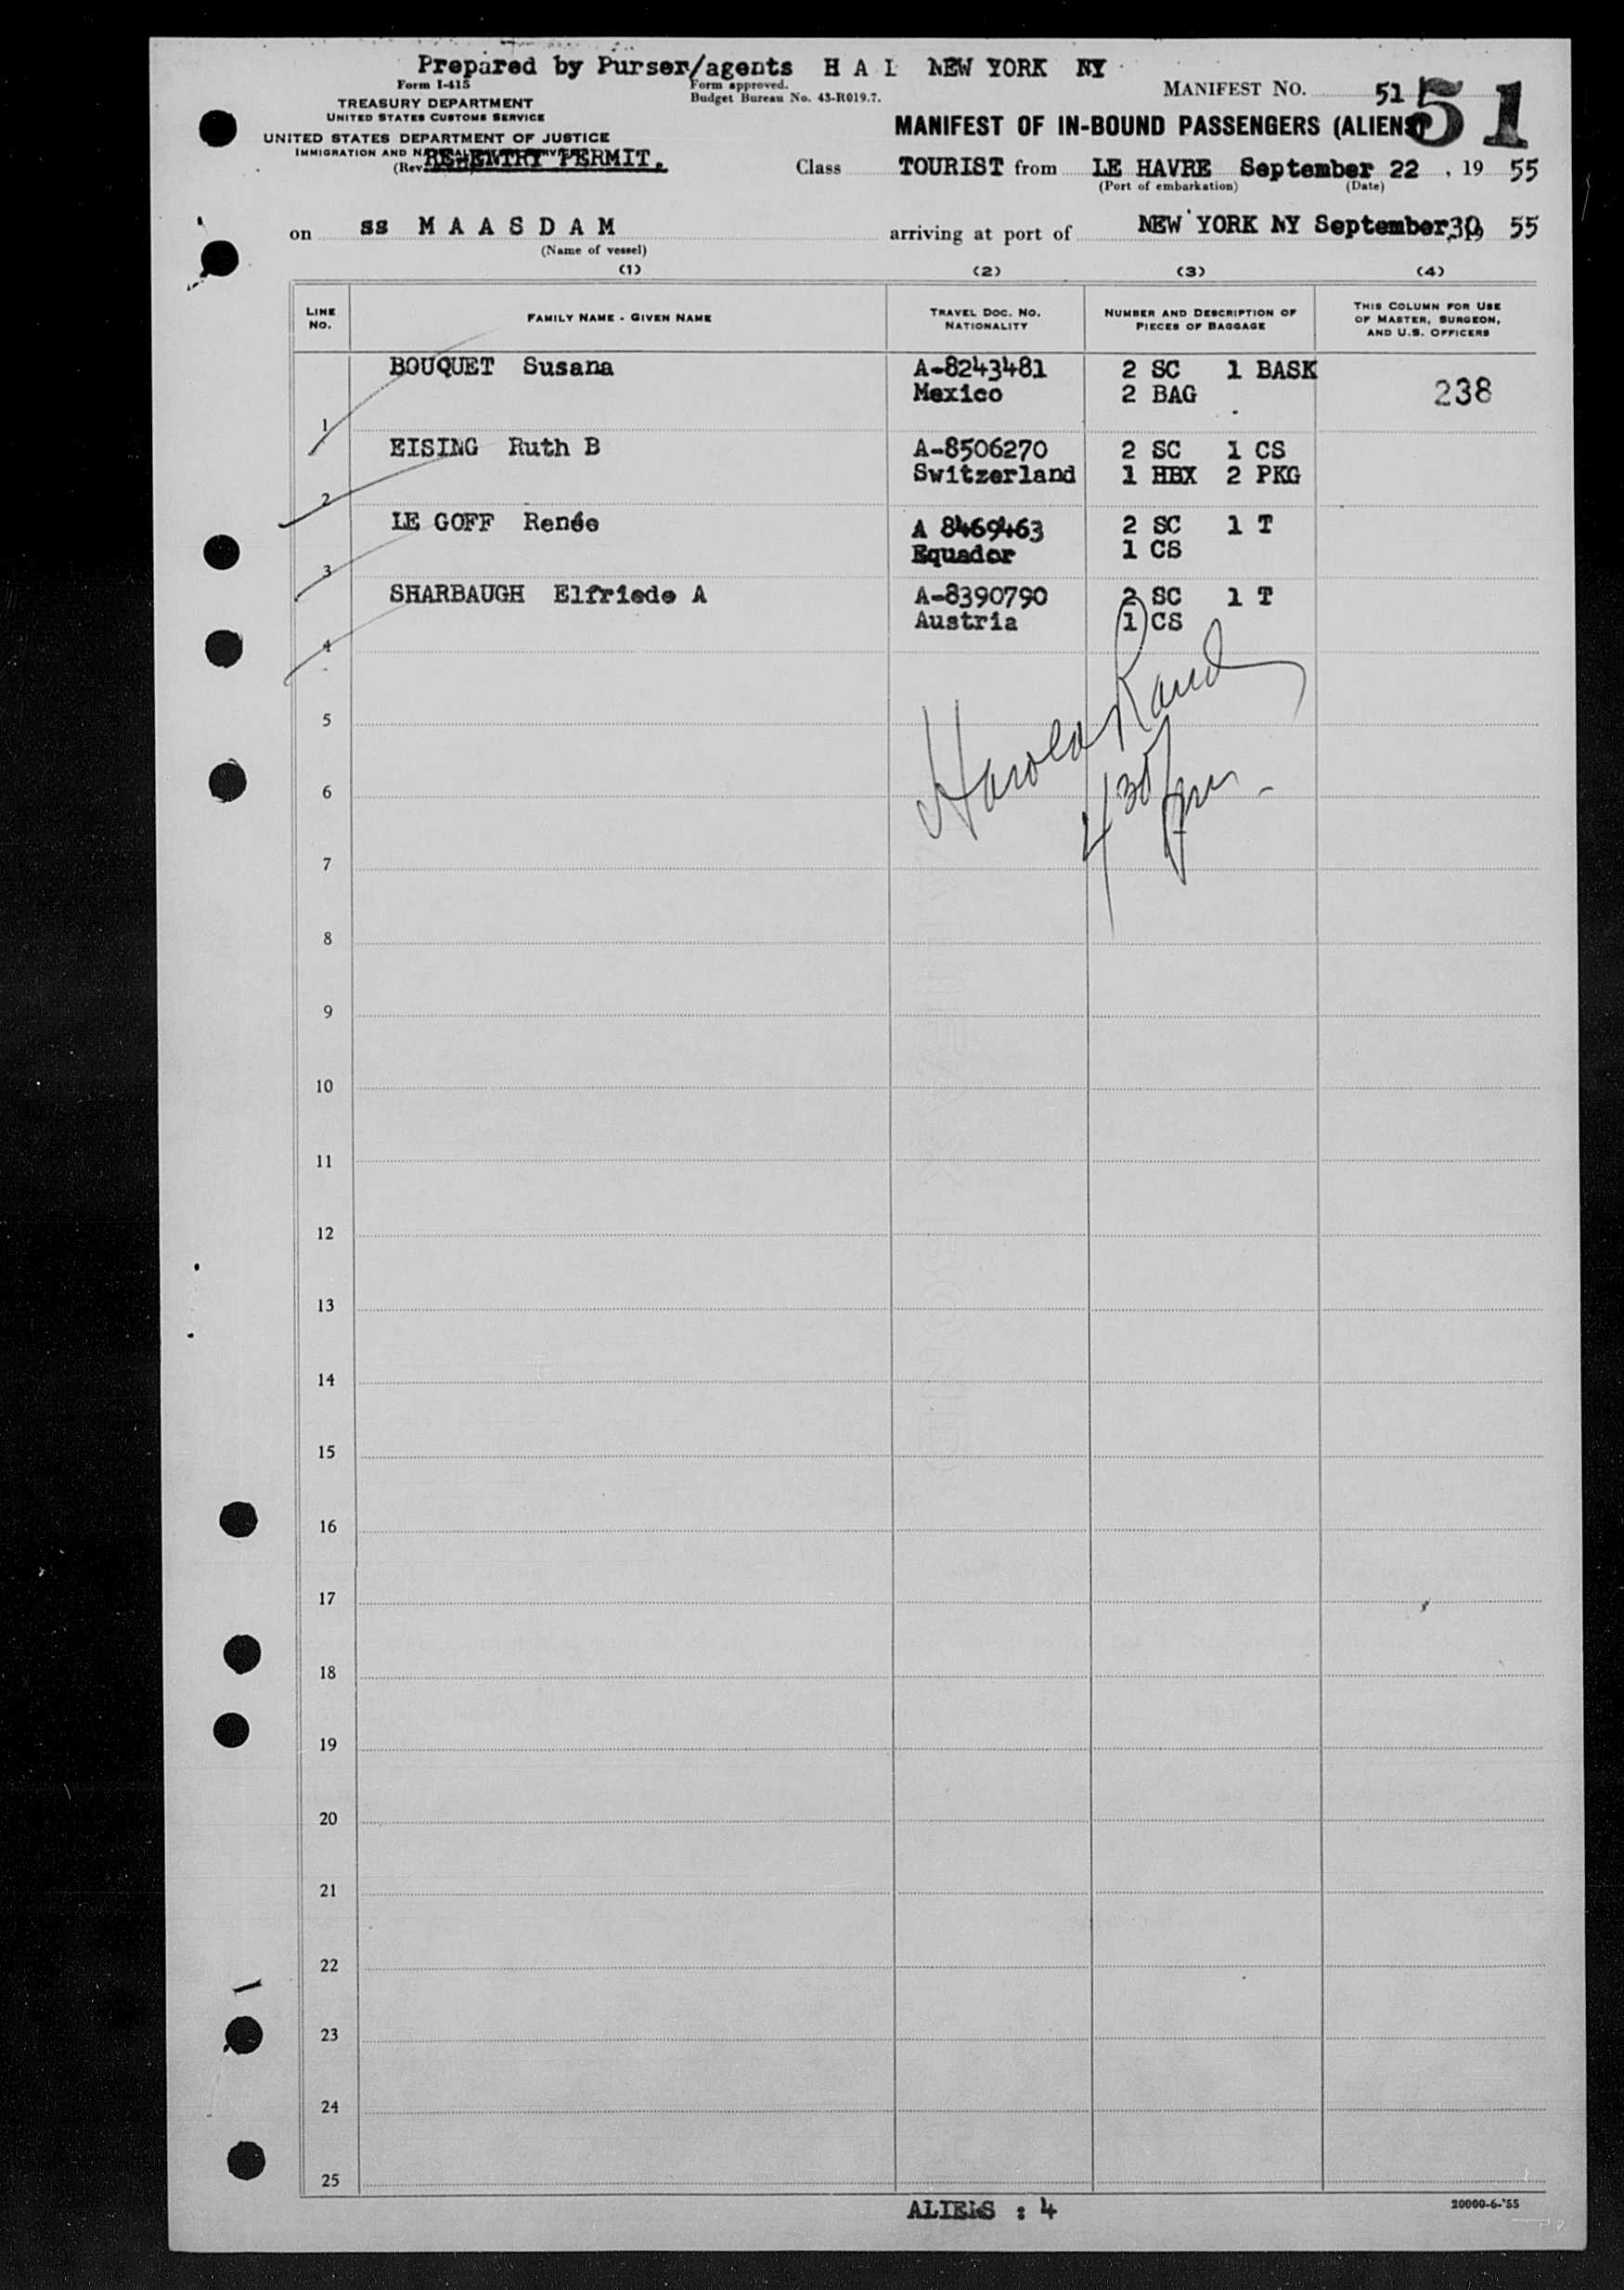 Prepared by Purser/agents H A L NEW YORK NY
Form I-415
Form approved.
Budget Bureau No. 43-R019.7.
TREASURY DEPARTMENT
UNITED STATES CUSTOMS SERVICE
UNITED STATES DEPARTMENT OF JUSTICE
IMMIGRATION AND
(Rev.
RE-ENTRY PERMIT.
MANIFEST NO. 51
51
MANIFEST OF IN-BOUND PASSENGERS (ALIENS)
Class TOURIST from LE HAVRE September 22, 19 55
(Port of embarkation) (Date)
on ss M A A S D A M arriving at port of NEW YORK NY September 30, 55
(Name of vessel)
(1) (2) (3) (4)
LINE NO. FAMILY NAME - GIVEN NAME TRAVEL DOC. NO. NATIONALITY NUMBER AND DESCRIPTION OF PIECES OF BAGGAGE THIS COLUMN FOR USE OF MASTER, SURGEON, AND U.S. OFFICERS
BOUQUET Susana A-8243481 2 SC 1 BASK
1 Mexico 2 BAG 238
EISING Ruth B A-8506270 2 SC 1 CS
2 Switzerland 1 HBX 2 PKG
LE GOFF Renée A 8469463 2 SC 1 T
3 Equador 1 CS
SHARBAUGH Elfriede A A-8390790 2 SC 1 T
4 Austria 1 CS
Harold Rand
430 pm
5
6
7
8
9
10
11
12
13
14
15
16
17
18
19
20
21
22
23
24
25
ALIENS : 4
20000-6-'55